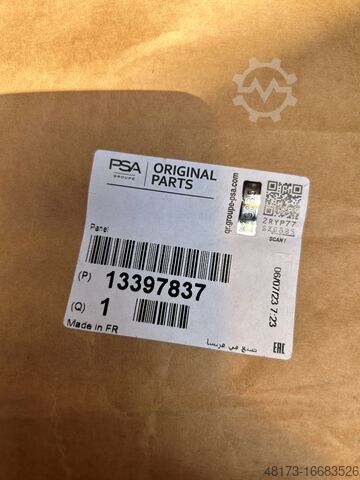 PSA
GROUPE
ORIGINAL
PARTS
qr.groupe-psa.com
ZRYP77
SCAN!
Panel
(P) 13397837
(Q) 1
Made in FR
صنع في فرنسا
06/07/23 7:23
EAC
48173-16683526